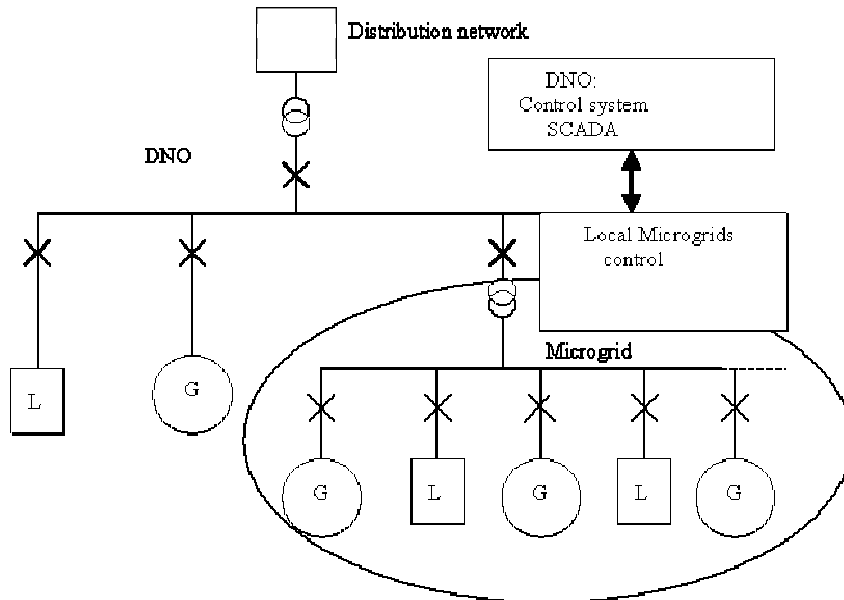 Distribution network
DNO:
Control system
SCADA
DNO
Local Microgrids
control
Microgrid
L
G
G
L
G
L
G